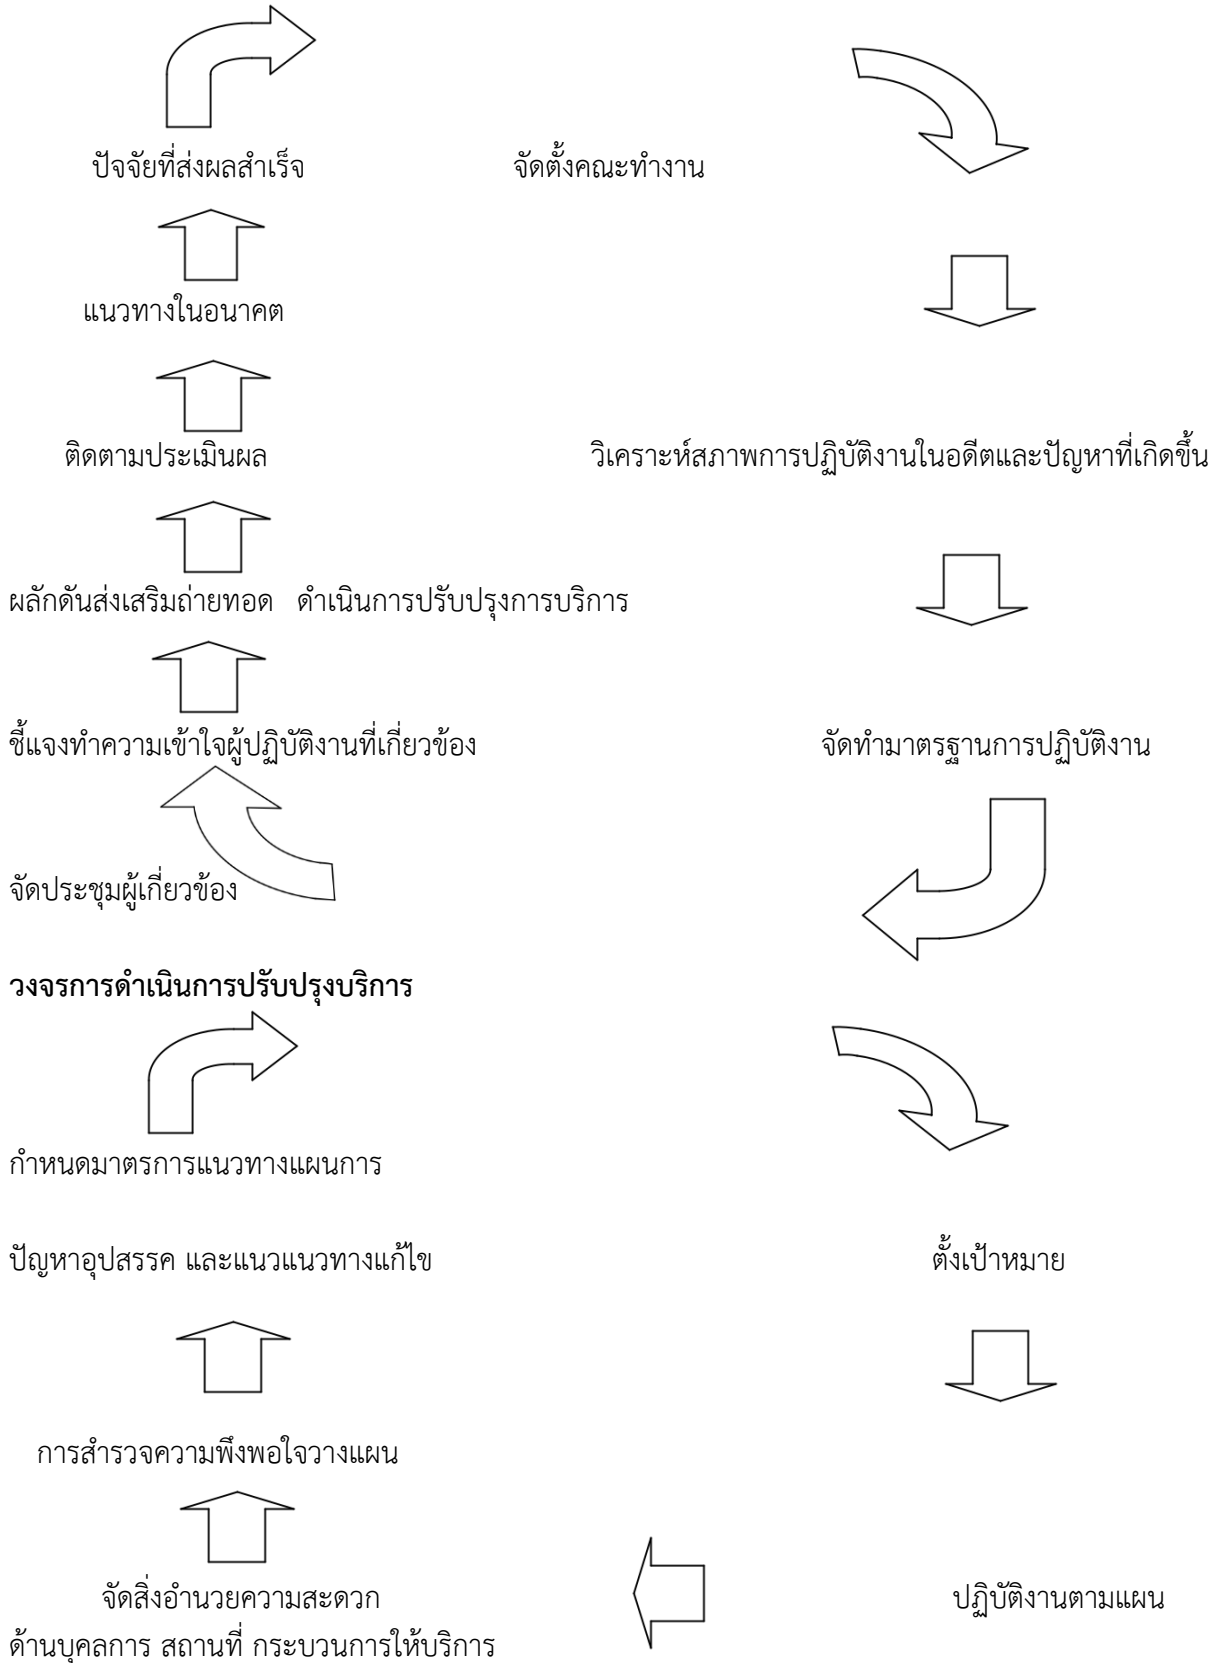 ปัจจัยที่ส่งผลสำเร็จ จัดตั้งคณะทำงาน
แนวทางในอนาคต
ติดตามประเมินผล วิเคราะห์สภาพการปฏิบัติงานในอดีตและปัญหาที่เกิดขึ้น
ผลักดันส่งเสริมถ่ายทอด ดำเนินการปรับปรุงการบริการ
ชี้แจงทำความเข้าใจผู้ปฏิบัติงานที่เกี่ยวข้อง จัดทำมาตรฐานการปฏิบัติงาน
จัดประชุมผู้เกี่ยวข้อง
วงจรการดำเนินการปรับปรุงบริการ
กำหนดมาตรการแนวทางแผนการ
ปัญหาอุปสรรค และแนวแนวทางแก้ไข ตั้งเป้าหมาย
การสำรวจความพึงพอใจวางแผน
จัดสิ่งอำนวยความสะดวก ปฏิบัติงานตามแผน
ด้านบุคลการ สถานที่ กระบวนการให้บริการ